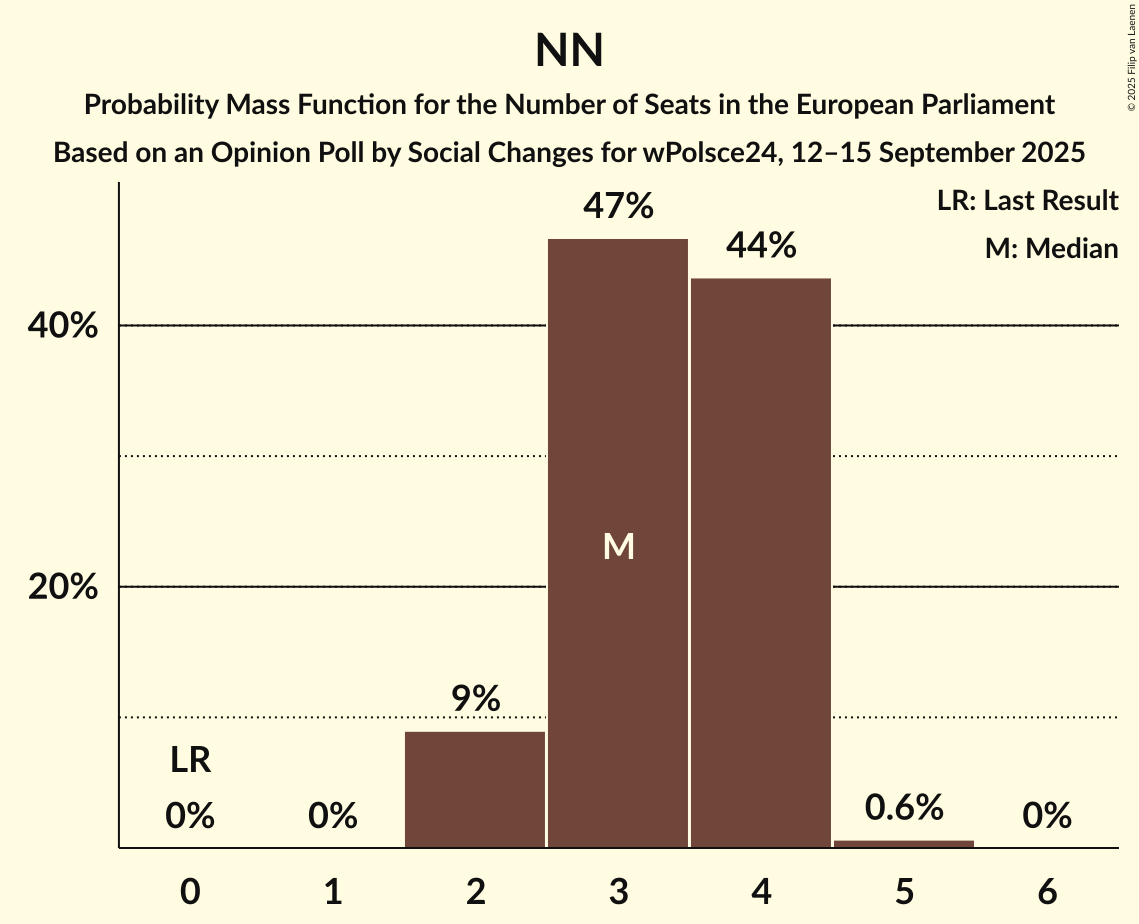 NN
Probability Mass Function for the Number of Seats in the European Parliament
Based on an Opinion Poll by Social Changes for wPolsce24, 12–15 September 2025
© 2025 Filip van Laenen
LR: Last Result
M: Median
47%
44%
40%
M
20%
9%
LR
0%
0%
0.6%
0%
0 1 2 3 4 5 6